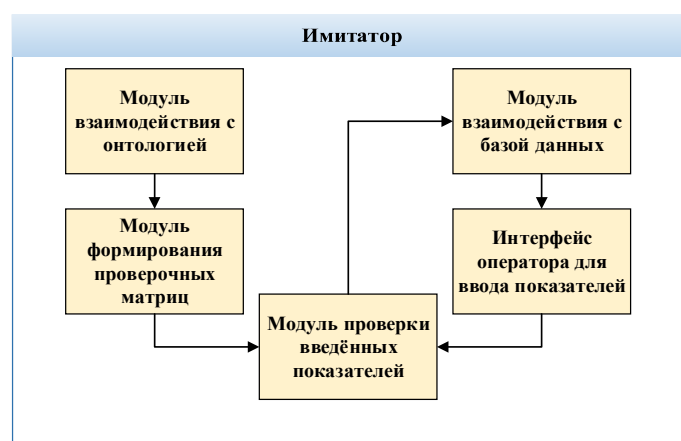 Имитатор
Модуль
взаимодействия с
онтологией
Модуль
взаимодействия с
базой данных
Модуль
формирования
проверочных
матриц
Интерфейс
оператора для
ввода показателей
Модуль проверки
введённых
показателей